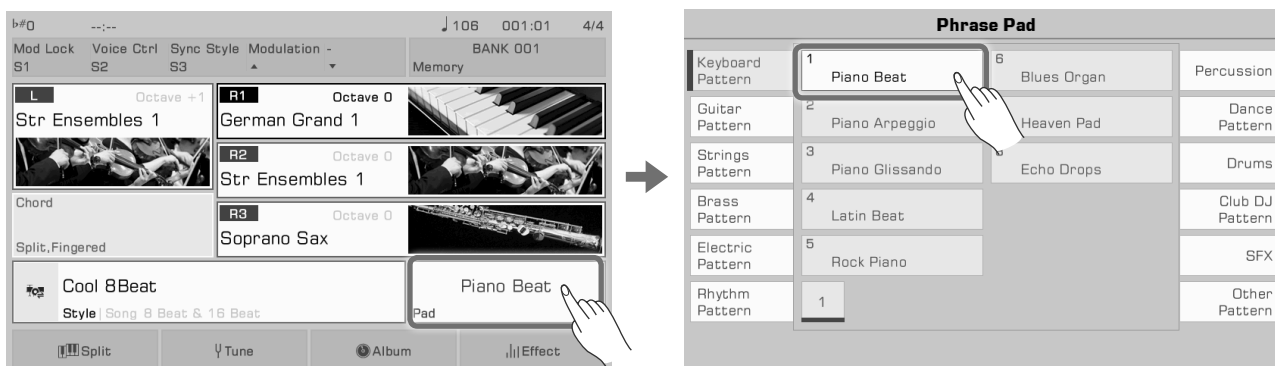 ♭#0 --:-- ♩106 001:01 4/4
Mod Lock Voice Ctrl Sync Style Modulation - BANK 001
S1 S2 S3 ▲ ▼ Memory
L Octave +1
Str Ensembles 1
R1 Octave 0
German Grand 1
R2 Octave 0
Str Ensembles 1
Chord
Split,Fingered
R3 Octave 0
Soprano Sax
Cool 8Beat
Style | Song 8 Beat & 16 Beat
Piano Beat
Pad
Split Tune Album Effect
Phrase Pad
Keyboard
Pattern
Guitar
Pattern
Strings
Pattern
Brass
Pattern
Electric
Pattern
Rhythm
Pattern
1
Piano Beat
2
Piano Arpeggio
3
Piano Glissando
4
Latin Beat
5
Rock Piano
6
Blues Organ
Heaven Pad
Echo Drops
1
Percussion
Dance
Pattern
Drums
Club DJ
Pattern
SFX
Other
Pattern